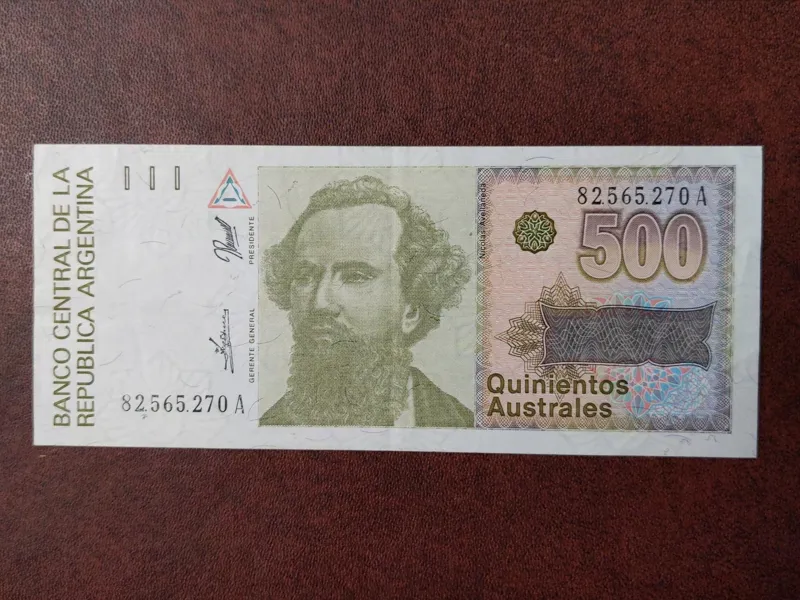 BANCO CENTRAL DE LA
REPUBLICA ARGENTINA
PRESIDENTE
GERENTE GENERAL
82.565.270 A
Nicolás Avellaneda
82.565.270 A
500
Quinientos
Australes